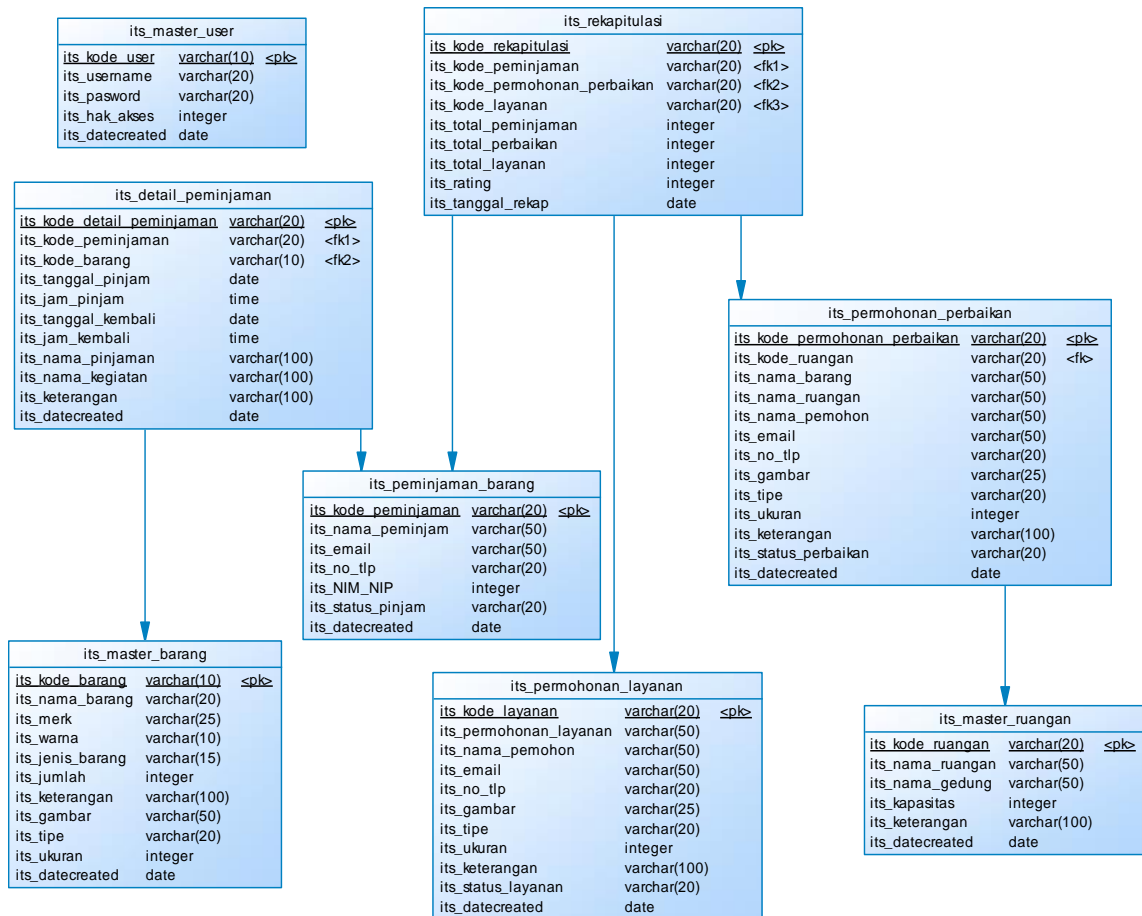 its_master_user
its_kode_user varchar(10) <pk>
its_username varchar(20)
its_pasword varchar(20)
its_hak_akses integer
its_datecreated date
its_rekapitulasi
its_kode_rekapitulasi varchar(20) <pk>
its_kode_peminjaman varchar(20) <fk1>
its_kode_permohonan_perbaikan varchar(20) <fk2>
its_kode_layanan varchar(20) <fk3>
its_total_peminjaman integer
its_total_perbaikan integer
its_total_layanan integer
its_rating integer
its_tanggal_rekap date
its_detail_peminjaman
its_kode_detail_peminjaman varchar(20) <pk>
its_kode_peminjaman varchar(20) <fk1>
its_kode_barang varchar(10) <fk2>
its_tanggal_pinjam date
its_jam_pinjam time
its_tanggal_kembali date
its_jam_kembali time
its_nama_pinjaman varchar(100)
its_nama_kegiatan varchar(100)
its_keterangan varchar(100)
its_datecreated date
its_permohonan_perbaikan
its_kode_permohonan_perbaikan varchar(20) <pk>
its_kode_ruangan varchar(20) <fk>
its_nama_barang varchar(50)
its_nama_ruangan varchar(50)
its_nama_pemohon varchar(50)
its_email varchar(50)
its_no_tlp varchar(20)
its_gambar varchar(25)
its_tipe varchar(20)
its_ukuran integer
its_keterangan varchar(100)
its_status_perbaikan varchar(20)
its_datecreated date
its_peminjaman_barang
its_kode_peminjaman varchar(20) <pk>
its_nama_peminjam varchar(50)
its_email varchar(50)
its_no_tlp varchar(20)
its_NIM_NIP integer
its_status_pinjam varchar(20)
its_datecreated date
its_master_barang
its_kode_barang varchar(10) <pk>
its_nama_barang varchar(20)
its_merk varchar(25)
its_warna varchar(10)
its_jenis_barang varchar(15)
its_jumlah integer
its_keterangan varchar(100)
its_gambar varchar(50)
its_tipe varchar(20)
its_ukuran integer
its_datecreated date
its_permohonan_layanan
its_kode_layanan varchar(20) <pk>
its_permohonan_layanan varchar(50)
its_nama_pemohon varchar(50)
its_email varchar(50)
its_no_tlp varchar(20)
its_gambar varchar(25)
its_tipe varchar(20)
its_ukuran integer
its_keterangan varchar(100)
its_status_layanan varchar(20)
its_datecreated date
its_master_ruangan
its_kode_ruangan varchar(20) <pk>
its_nama_ruangan varchar(50)
its_nama_gedung varchar(50)
its_kapasitas integer
its_keterangan varchar(100)
its_datecreated date